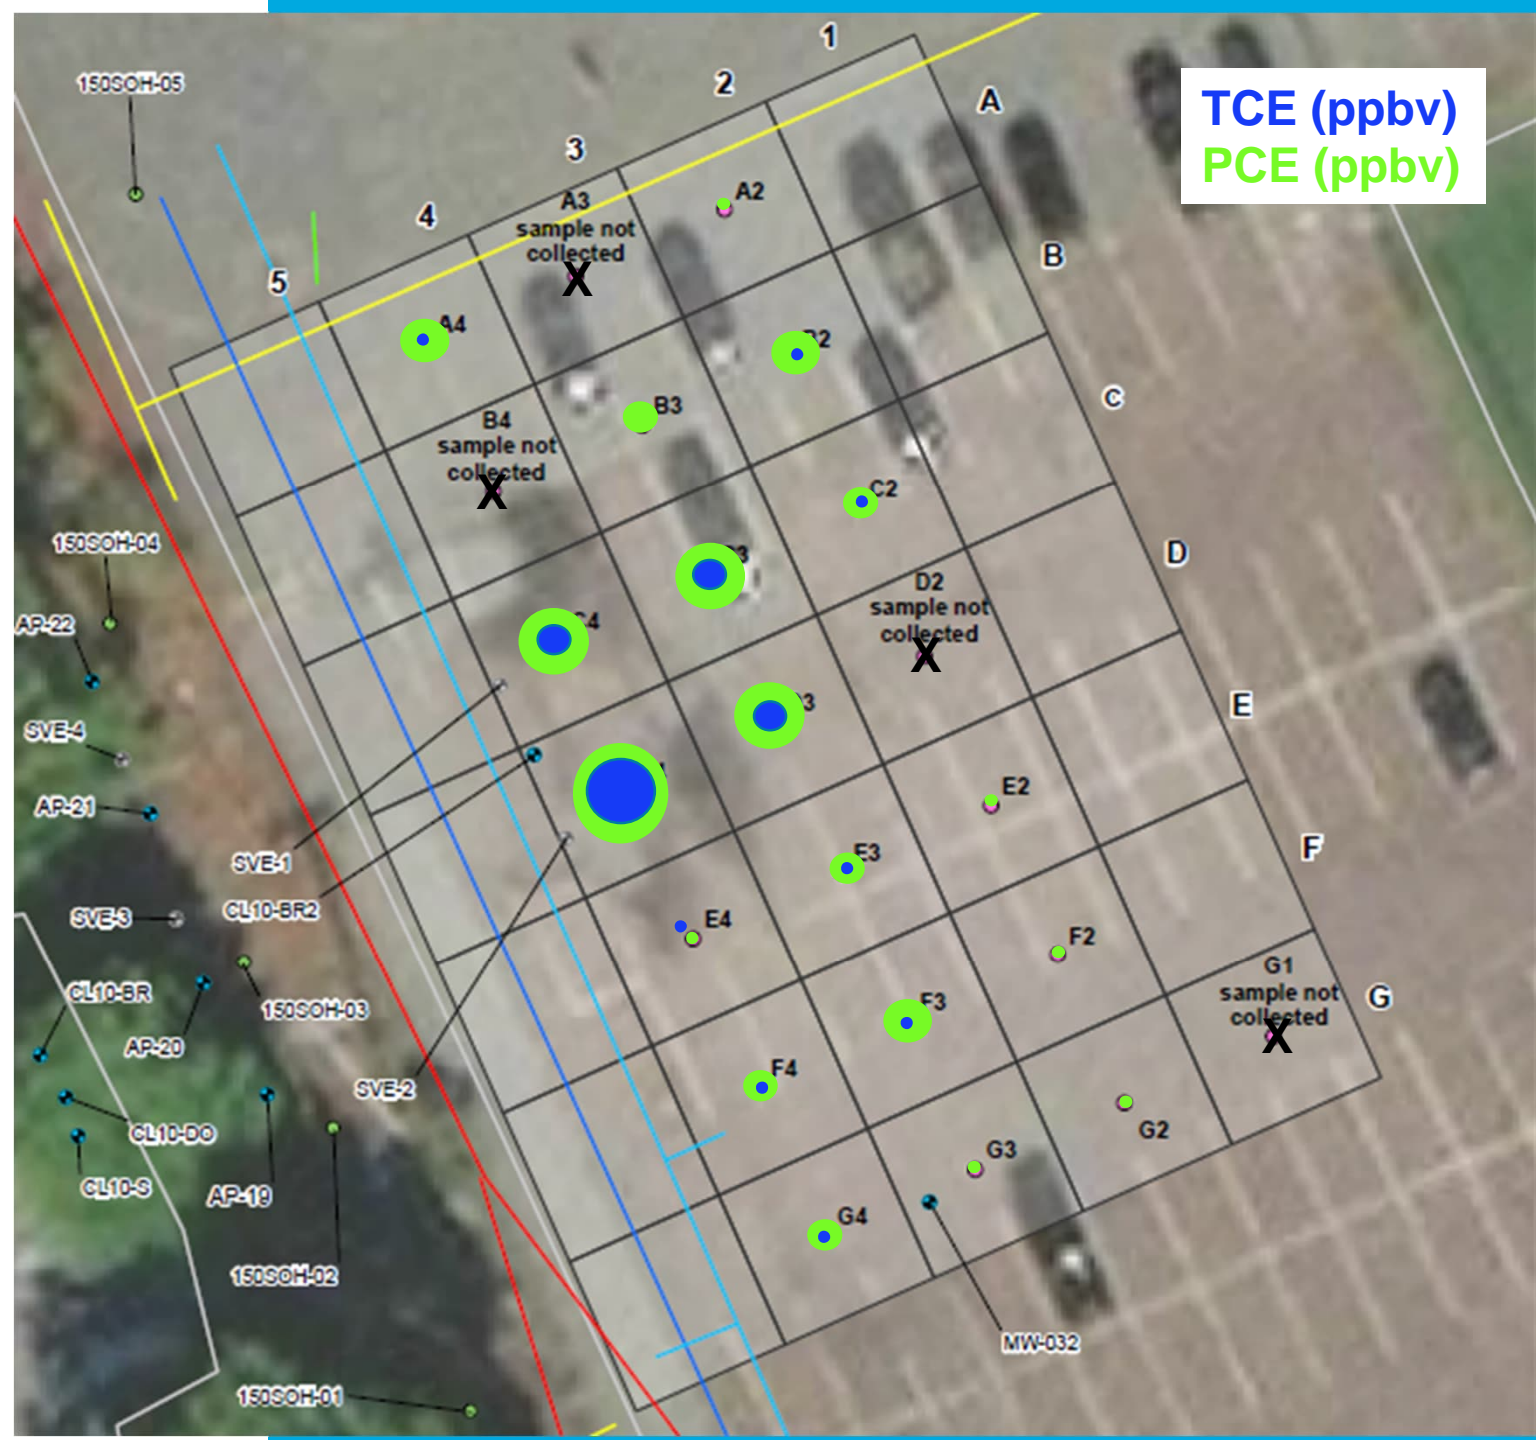 TCE (ppbv)
PCE (ppbv)
1
2
3
4
5
A
B
C
D
E
F
G
150SOH-05
A2
A3
sample not
collected
X
A4
B3
B4
sample not
collected
X
C2
D2
sample not
collected
X
E2
E3
E4
F2
F3
F4
G1
sample not
collected
X
G2
G3
G4
150SOH-04
AP-22
SVE-4
AP-21
SVE-1
CL10-BR2
SVE-3
CL10-BR
150SOH-03
AP-20
SVE-2
CL10-DO
CL10-S
AP-19
150SOH-02
150SOH-01
MW-032